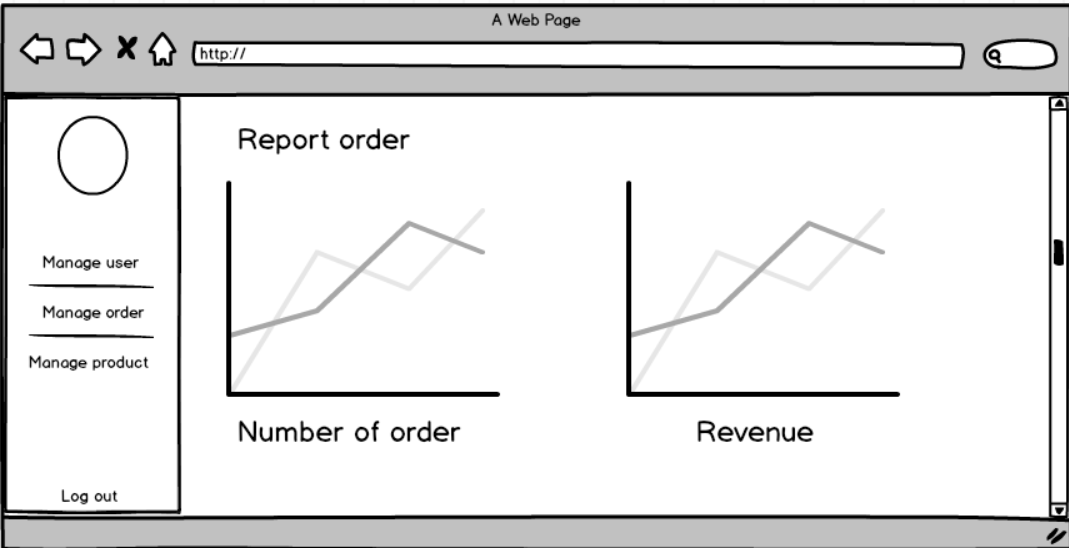 A Web Page
http://
Report order
Manage user
Manage order
Manage product
Number of order
Revenue
Log out